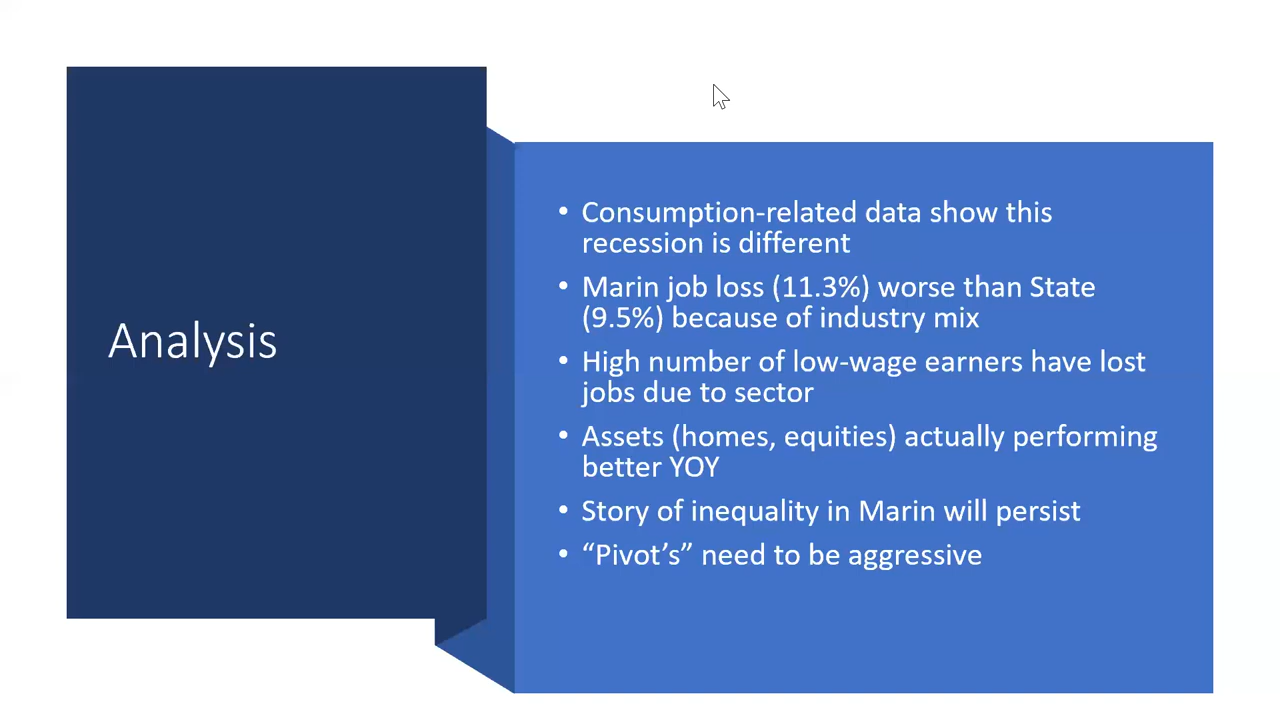 Analysis
• Consumption-related data show this
recession is different
• Marin job loss (11.3%) worse than State
(9.5%) because of industry mix
• High number of low-wage earners have lost
jobs due to sector
• Assets (homes, equities) actually performing
better YOY
• Story of inequality in Marin will persist
• “Pivot’s” need to be aggressive